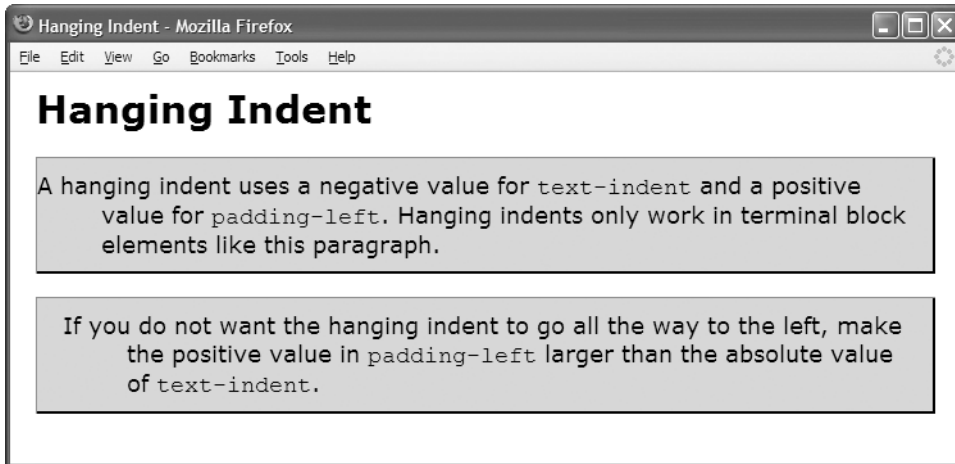 Hanging Indent - Mozilla Firefox
File Edit View Go Bookmarks Tools Help
Hanging Indent
A hanging indent uses a negative value for text-indent and a positive
value for padding-left. Hanging indents only work in terminal block
elements like this paragraph.
If you do not want the hanging indent to go all the way to the left, make
the positive value in padding-left larger than the absolute value
of text-indent.